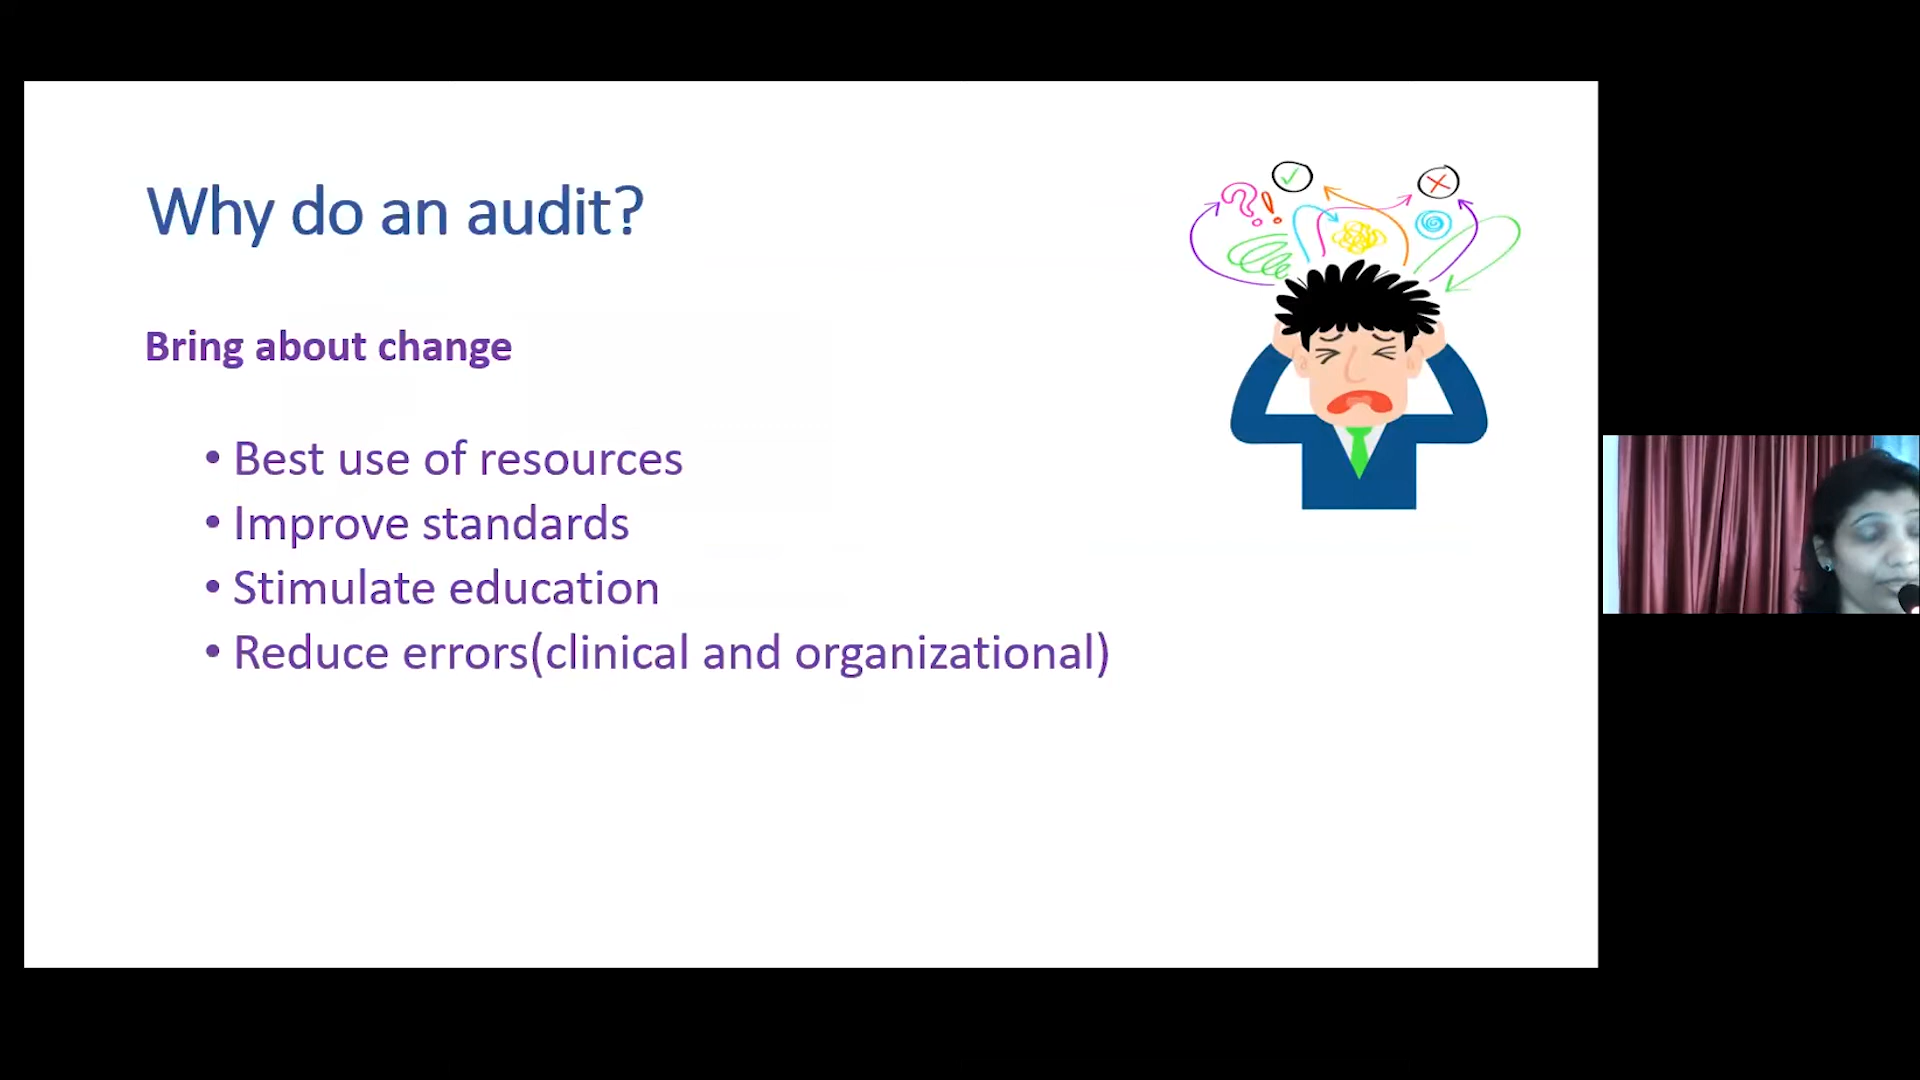 Why do an audit?
Bring about change
• Best use of resources
• Improve standards
• Stimulate education
• Reduce errors(clinical and organizational)